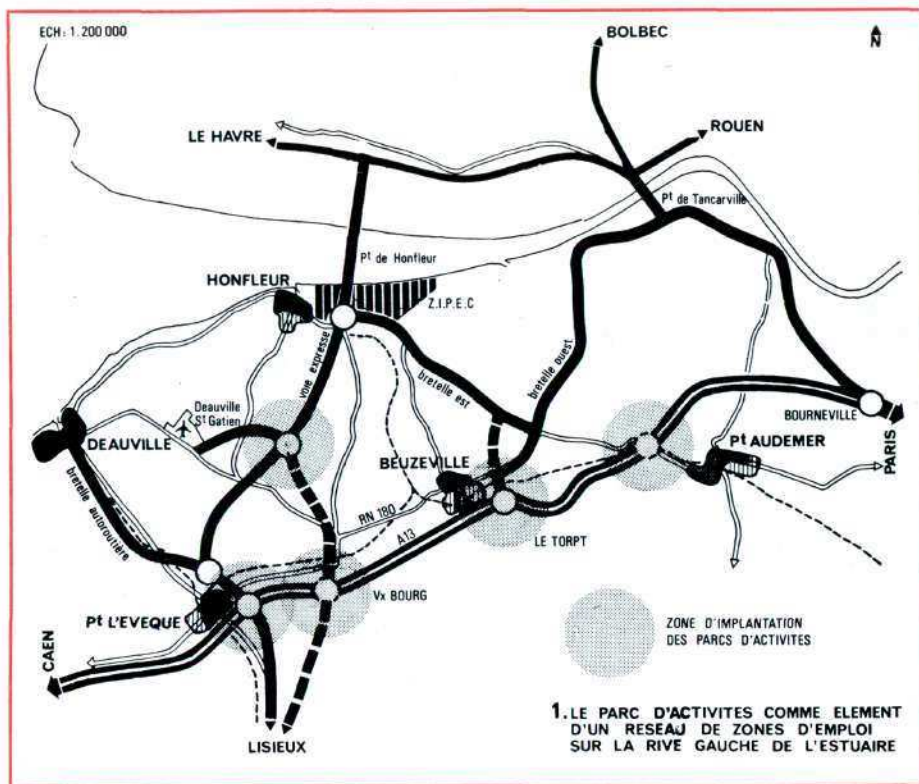 ECH: 1.200 000
BOLBEC
N
LE HAVRE
ROUEN
Pt de Tancarville
Pt de Honfleur
HONFLEUR
Z.I.P.E.C
voie expresse
bretelle est
bretelle ouest
Deauville
St Gatien
DEAUVILLE
BOURNEVILLE
PARIS
Pt AUDEMER
BEUZEVILLE
bretelle autoroutière
RN 180
A13
LE TORPT
Vx BOURG
Pt L'EVEQUE
CAEN
LISIEUX
ZONE D'IMPLANTATION
DES PARCS D'ACTIVITES
1. LE PARC D'ACTIVITES COMME ELEMENT
D'UN RESEAU DE ZONES D'EMPLOI
SUR LA RIVE GAUCHE DE L'ESTUAIRE